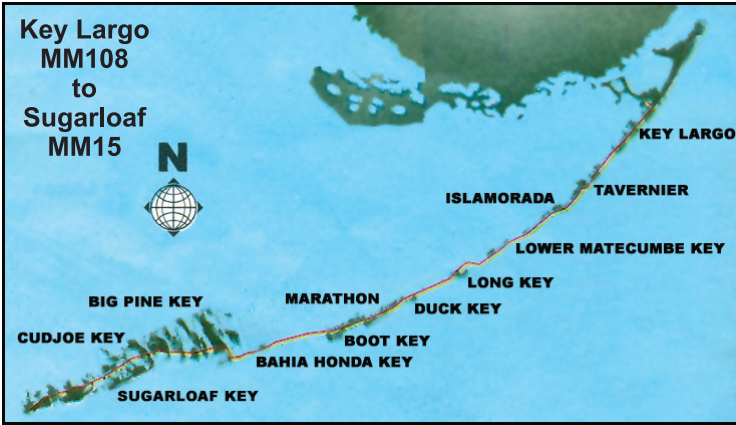 Key Largo
MM108
to
Sugarloaf
MM15
N
KEY LARGO
TAVERNIER
ISLAMORADA
LOWER MATECUMBE KEY
LONG KEY
DUCK KEY
MARATHON
BOOT KEY
BAHIA HONDA KEY
BIG PINE KEY
CUDJOE KEY
SUGARLOAF KEY